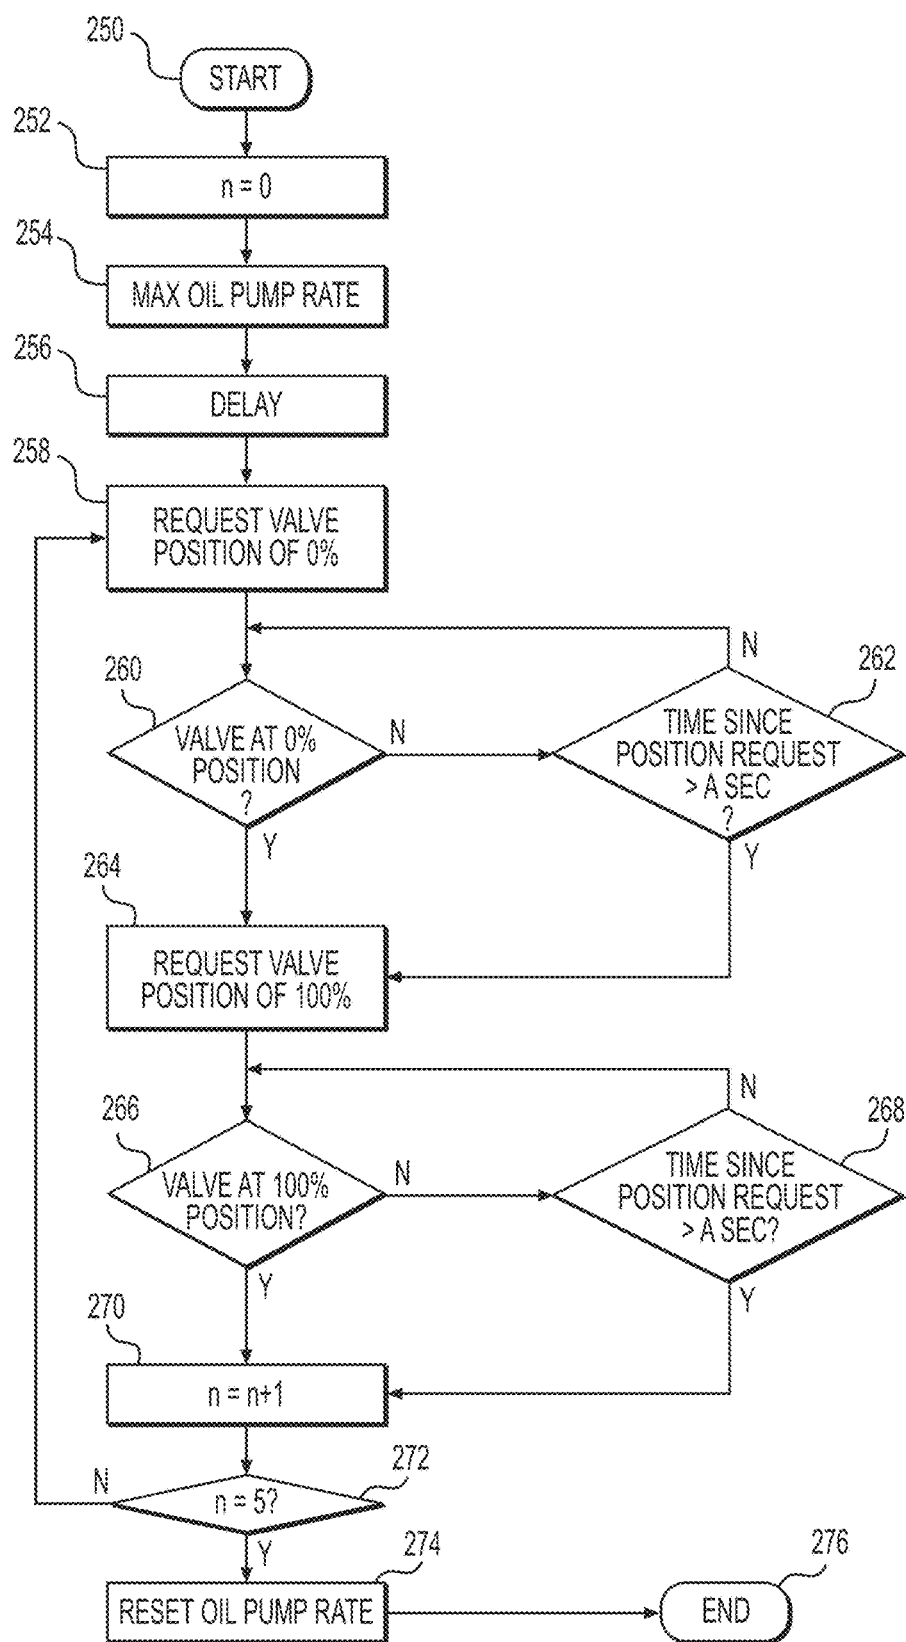 250
START
252
n = 0
254
MAX OIL PUMP RATE
256
DELAY
258
REQUEST VALVE
POSITION OF 0%
260
VALVE AT 0%
POSITION
?
N
Y
262
TIME SINCE
POSITION REQUEST
> A SEC
?
N
Y
264
REQUEST VALVE
POSITION OF 100%
266
VALVE AT 100%
POSITION?
N
Y
268
TIME SINCE
POSITION REQUEST
> A SEC?
N
Y
270
n = n+1
272
n = 5?
N
Y
274
RESET OIL PUMP RATE
276
END